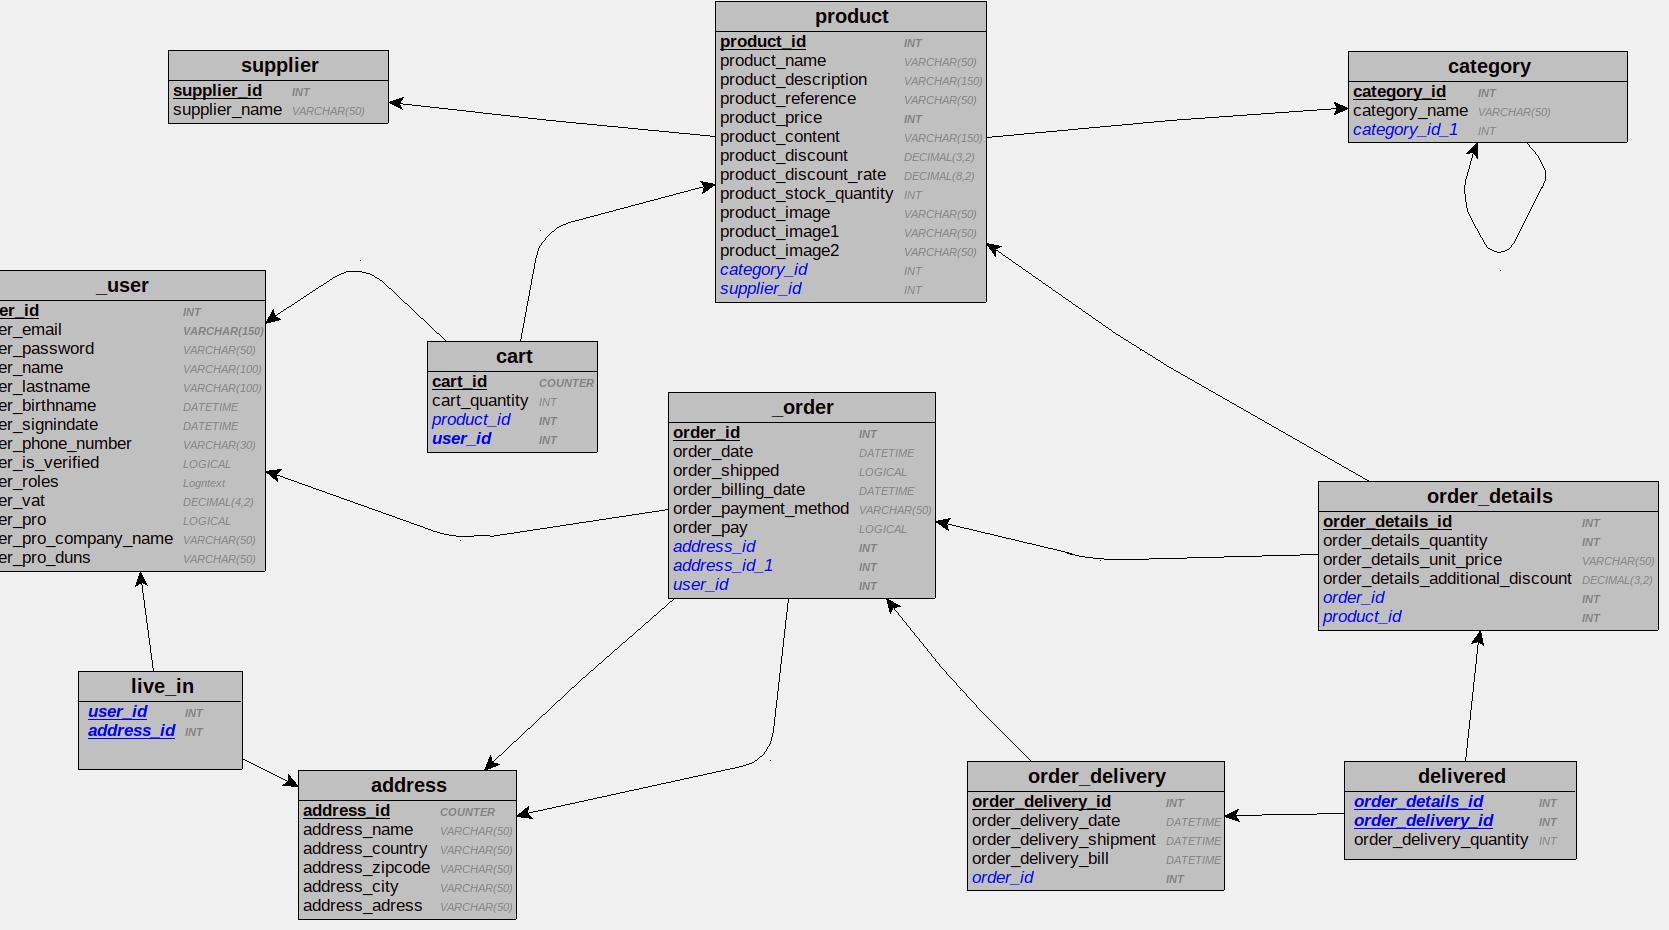 product
product_id INT
product_name VARCHAR(50)
product_description VARCHAR(150)
product_reference VARCHAR(50)
product_price INT
product_content VARCHAR(150)
product_discount DECIMAL(3,2)
product_discount_rate DECIMAL(8,2)
product_stock_quantity INT
product_image VARCHAR(50)
product_image1 VARCHAR(50)
product_image2 VARCHAR(50)
category_id INT
supplier_id INT
supplier
supplier_id INT
supplier_name VARCHAR(50)
category
category_id INT
category_name VARCHAR(50)
category_id_1 INT
_user
er_id INT
er_email VARCHAR(150)
er_password VARCHAR(50)
er_name VARCHAR(100)
er_lastname VARCHAR(100)
er_birthname DATETIME
er_signindate DATETIME
er_phone_number VARCHAR(30)
er_is_verified LOGICAL
er_roles Logntext
er_vat DECIMAL(4,2)
er_pro LOGICAL
er_pro_company_name VARCHAR(50)
er_pro_duns VARCHAR(50)
cart
cart_id COUNTER
cart_quantity INT
product_id INT
user_id INT
_order
order_id INT
order_date DATETIME
order_shipped LOGICAL
order_billing_date DATETIME
order_payment_method VARCHAR(50)
order_pay LOGICAL
address_id INT
address_id_1 INT
user_id INT
order_details
order_details_id INT
order_details_quantity INT
order_details_unit_price VARCHAR(50)
order_details_additional_discount DECIMAL(3,2)
order_id INT
product_id INT
live_in
user_id INT
address_id INT
address
address_id COUNTER
address_name VARCHAR(50)
address_country VARCHAR(50)
address_zipcode VARCHAR(50)
address_city VARCHAR(50)
address_adress VARCHAR(50)
order_delivery
order_delivery_id INT
order_delivery_date DATETIME
order_delivery_shipment DATETIME
order_delivery_bill DATETIME
order_id INT
delivered
order_details_id INT
order_delivery_id INT
order_delivery_quantity INT